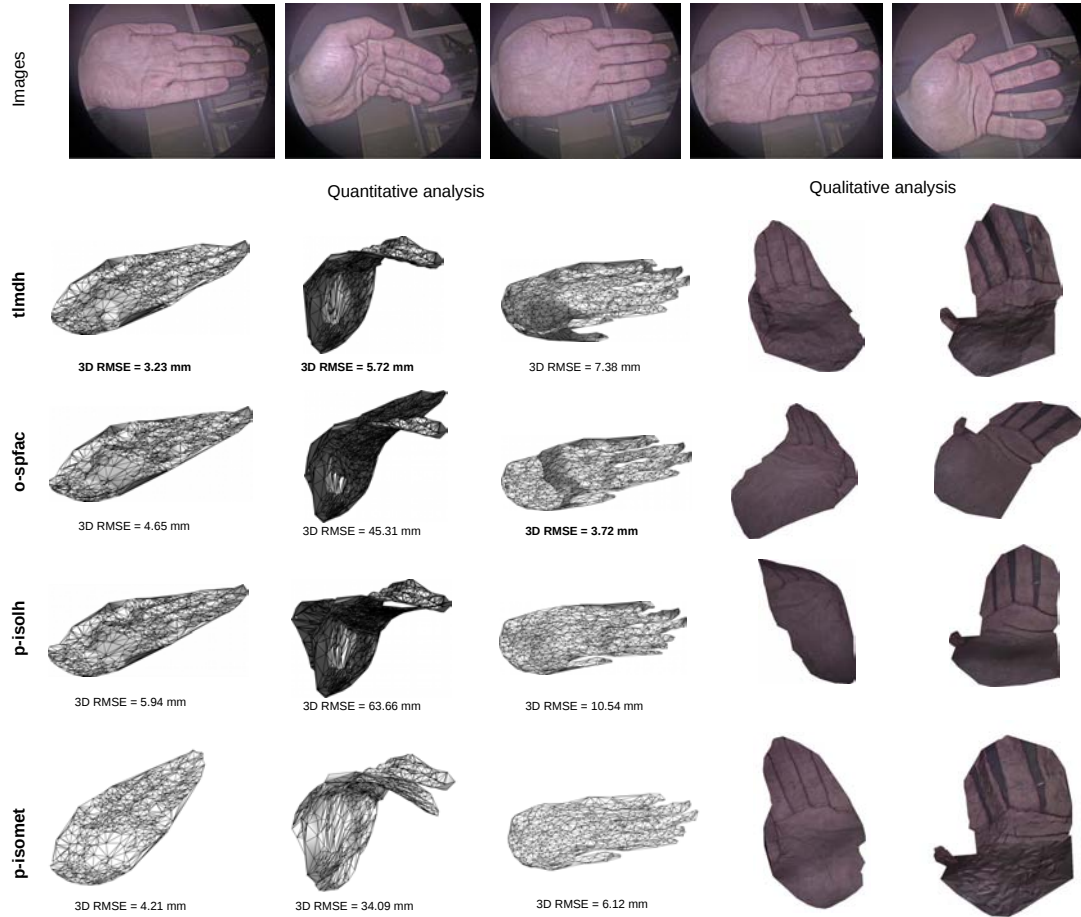 Images
Quantitative analysis
Qualitative analysis
tlmdh
3D RMSE = 3.23 mm
3D RMSE = 5.72 mm
3D RMSE = 7.38 mm
o-spfac
3D RMSE = 4.65 mm
3D RMSE = 45.31 mm
3D RMSE = 3.72 mm
p-isolh
3D RMSE = 5.94 mm
3D RMSE = 63.66 mm
3D RMSE = 10.54 mm
p-isomet
3D RMSE = 4.21 mm
3D RMSE = 34.09 mm
3D RMSE = 6.12 mm